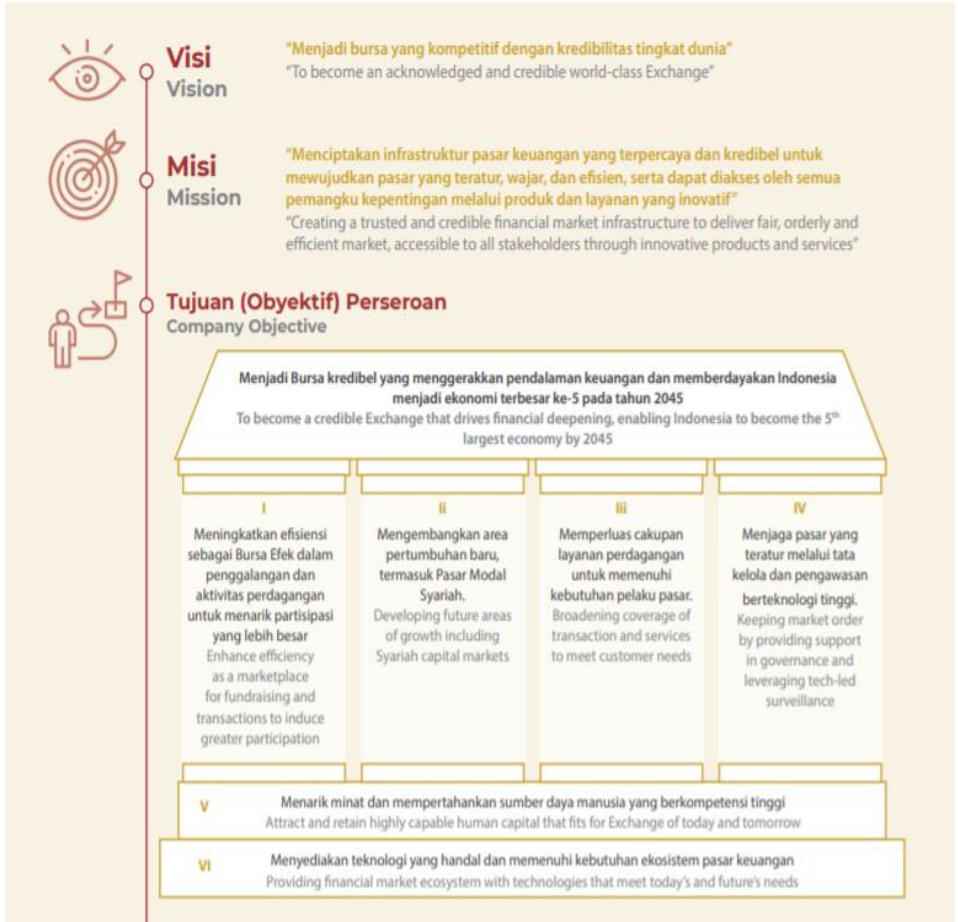 Visi
Vision
"Menjadi bursa yang kompetitif dengan kredibilitas tingkat dunia"
"To become an acknowledged and credible world-class Exchange"
Misi
Mission
"Menciptakan infrastruktur pasar keuangan yang terpercaya dan kredibel untuk
mewujudkan pasar yang teratur, wajar, dan efisien, serta dapat diakses oleh semua
pemangku kepentingan melalui produk dan layanan yang inovatif"
"Creating a trusted and credible financial market infrastructure to deliver fair, orderly and
efficient market, accessible to all stakeholders through innovative products and services"
Tujuan (Obyektif) Perseroan
Company Objective
Menjadi Bursa kredibel yang menggerakkan pendalaman keuangan dan memberdayakan Indonesia
menjadi ekonomi terbesar ke-5 pada tahun 2045
To become a credible Exchange that drives financial deepening, enabling Indonesia to become the 5th
largest economy by 2045
I
Meningkatkan efisiensi
sebagai Bursa Efek dalam
penggalangan dan
aktivitas perdagangan
untuk menarik partisipasi
yang lebih besar
Enhance efficiency
as a marketplace
for fundraising and
transactions to induce
greater participation
Ii
Mengembangkan area
pertumbuhan baru,
termasuk Pasar Modal
Syariah.
Developing future areas
of growth including
Syariah capital markets
Iii
Memperluas cakupan
layanan perdagangan
untuk memenuhi
kebutuhan pelaku pasar.
Broadening coverage of
transaction and services
to meet customer needs
IV
Menjaga pasar yang
teratur melalui tata
kelola dan pengawasan
berteknologi tinggi.
Keeping market order
by providing support
in governance and
leveraging tech-led
surveillance
V
Menarik minat dan mempertahankan sumber daya manusia yang berkompetensi tinggi
Attract and retain highly capable human capital that fits for Exchange of today and tomorrow
VI
Menyediakan teknologi yang handal dan memenuhi kebutuhan ekosistem pasar keuangan
Providing financial market ecosystem with technologies that meet today's and future's needs